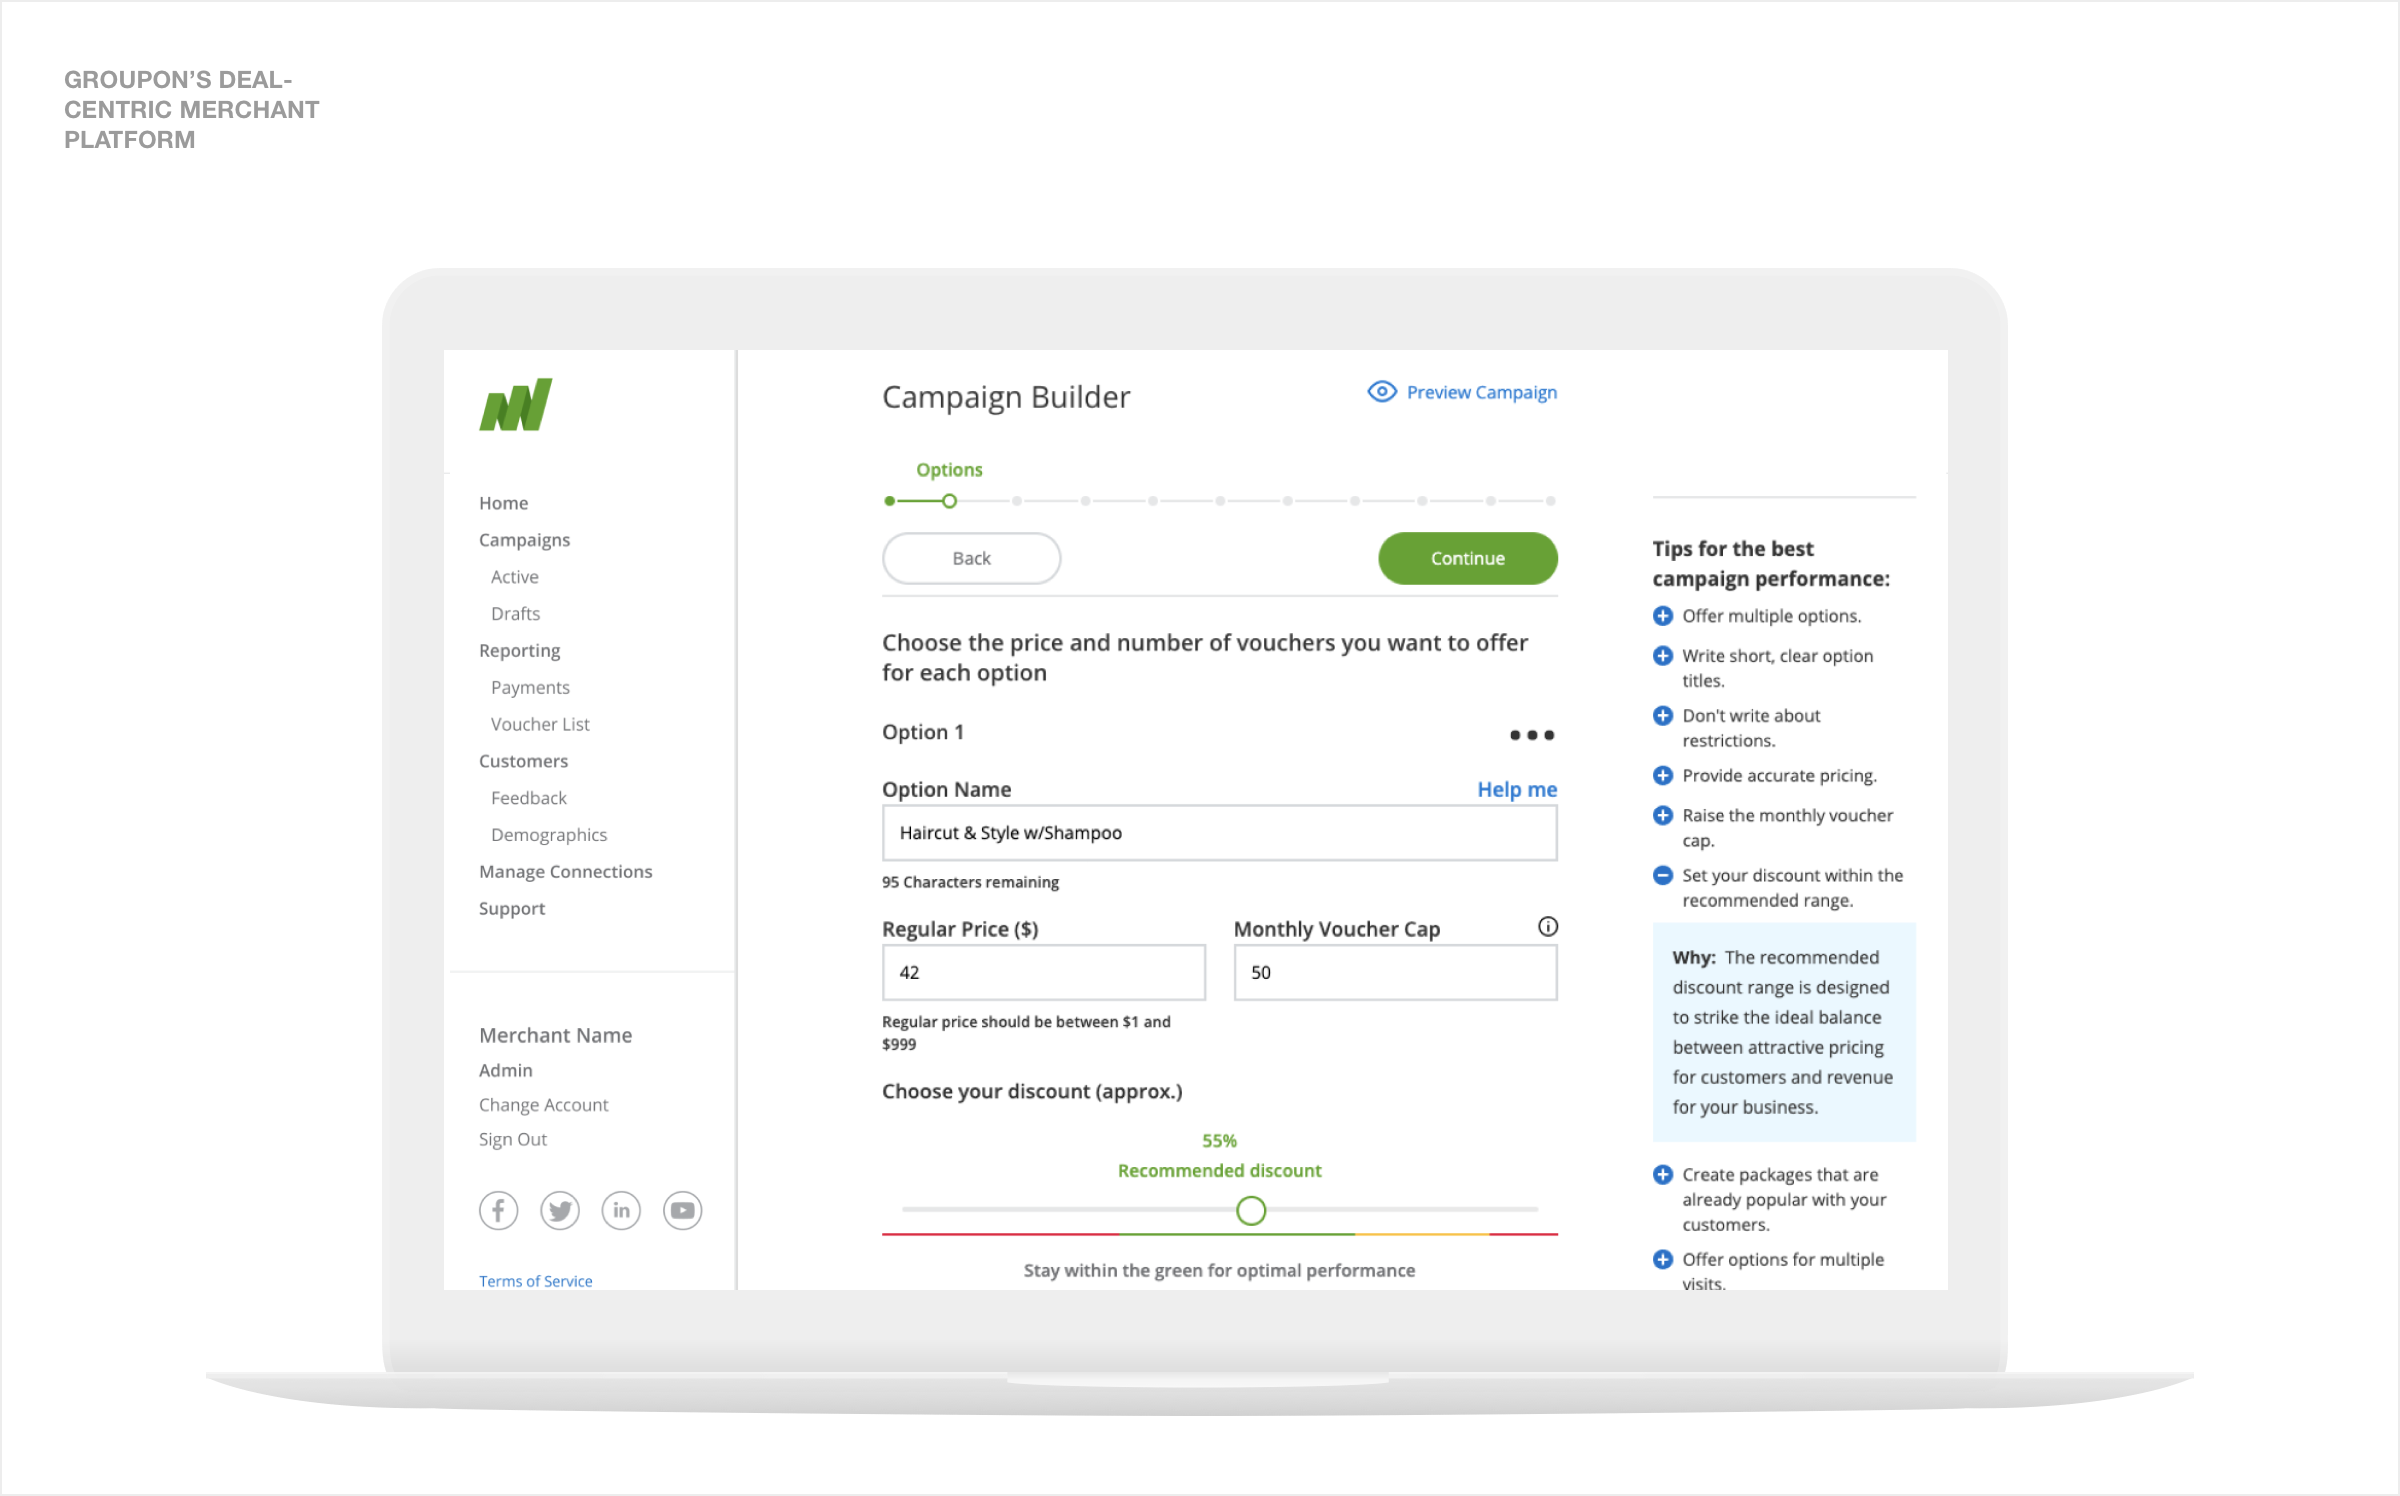 GROUPON’S DEAL-
CENTRIC MERCHANT
PLATFORM
Home
Campaigns
Active
Drafts
Reporting
Payments
Voucher List
Customers
Feedback
Demographics
Manage Connections
Support
Merchant Name
Admin
Change Account
Sign Out
Terms of Service
Campaign Builder
Preview Campaign
Options
Back
Continue
Choose the price and number of vouchers you want to offer
for each option
Option 1
Option Name
Help me
Haircut & Style w/Shampoo
95 Characters remaining
Regular Price ($)
Monthly Voucher Cap
42
50
Regular price should be between $1 and
$999
Choose your discount (approx.)
55%
Recommended discount
Stay within the green for optimal performance
Tips for the best
campaign performance:
Offer multiple options.
Write short, clear option
titles.
Don't write about
restrictions.
Provide accurate pricing.
Raise the monthly voucher
cap.
Set your discount within the
recommended range.
Why: The recommended
discount range is designed
to strike the ideal balance
between attractive pricing
for customers and revenue
for your business.
Create packages that are
already popular with your
customers.
Offer options for multiple
visits.